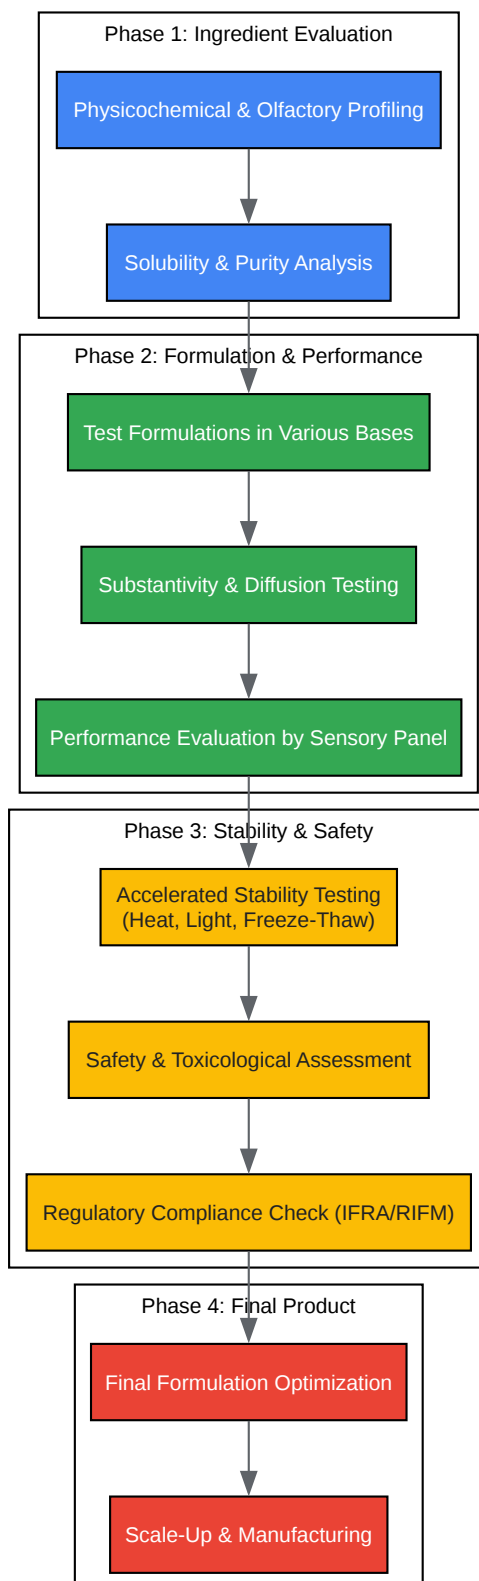 Phase 1: Ingredient Evaluation
Physicochemical & Olfactory Profiling
Solubility & Purity Analysis
Phase 2: Formulation & Performance
Test Formulations in Various Bases
Substantivity & Diffusion Testing
Performance Evaluation by Sensory Panel
Phase 3: Stability & Safety
Accelerated Stability Testing
(Heat, Light, Freeze-Thaw)
Safety & Toxicological Assessment
Regulatory Compliance Check (IFRA/RIFM)
Phase 4: Final Product
Final Formulation Optimization
Scale-Up & Manufacturing